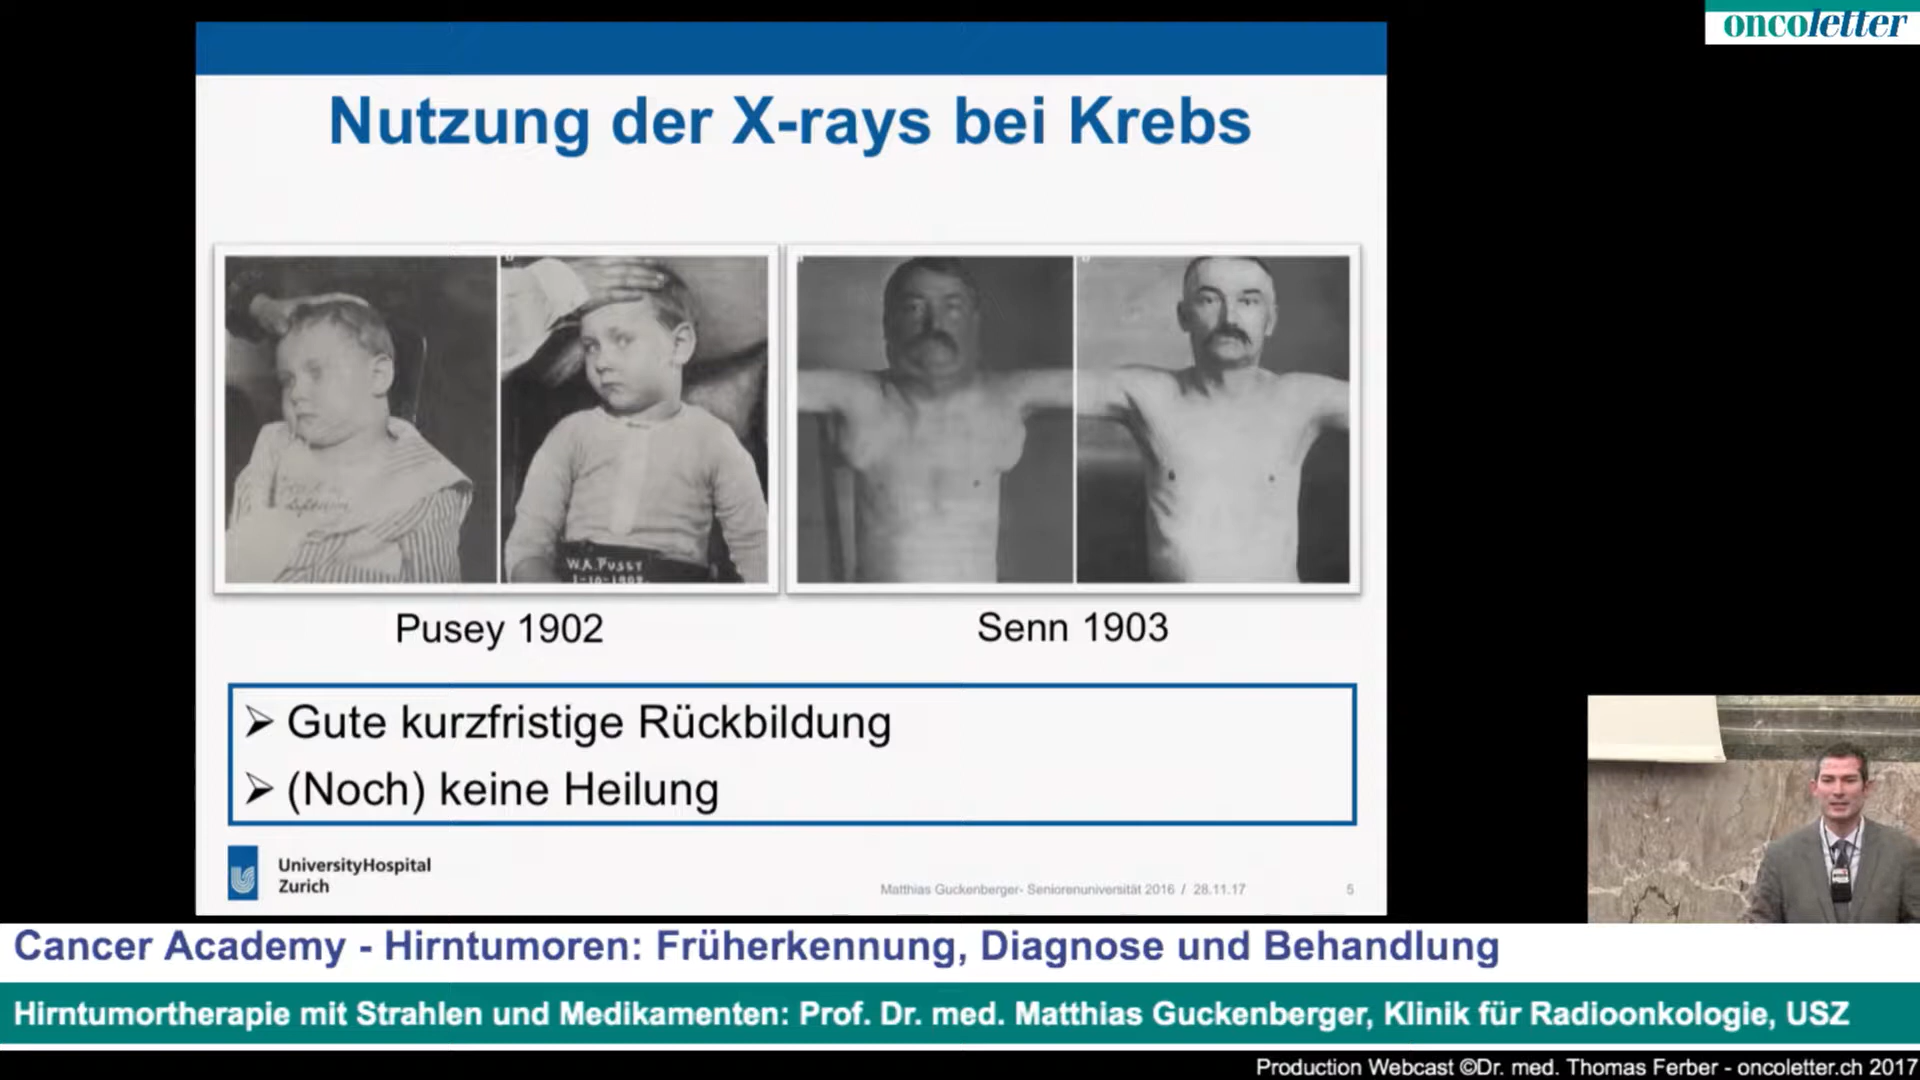 oncoletter
Nutzung der X-rays bei Krebs
W.A. PUSEY
Pusey 1902
Senn 1903
➢ Gute kurzfristige Rückbildung
➢ (Noch) keine Heilung
UniversityHospital
Zurich
Matthias Guckenberger- Seniorenuniversität 2016 / 28.11.17
5
Cancer Academy - Hirntumoren: Früherkennung, Diagnose und Behandlung
Hirntumortherapie mit Strahlen und Medikamenten: Prof. Dr. med. Matthias Guckenberger, Klinik für Radioonkologie, USZ
Production Webcast ©Dr. med. Thomas Ferber - oncoletter.ch 2017